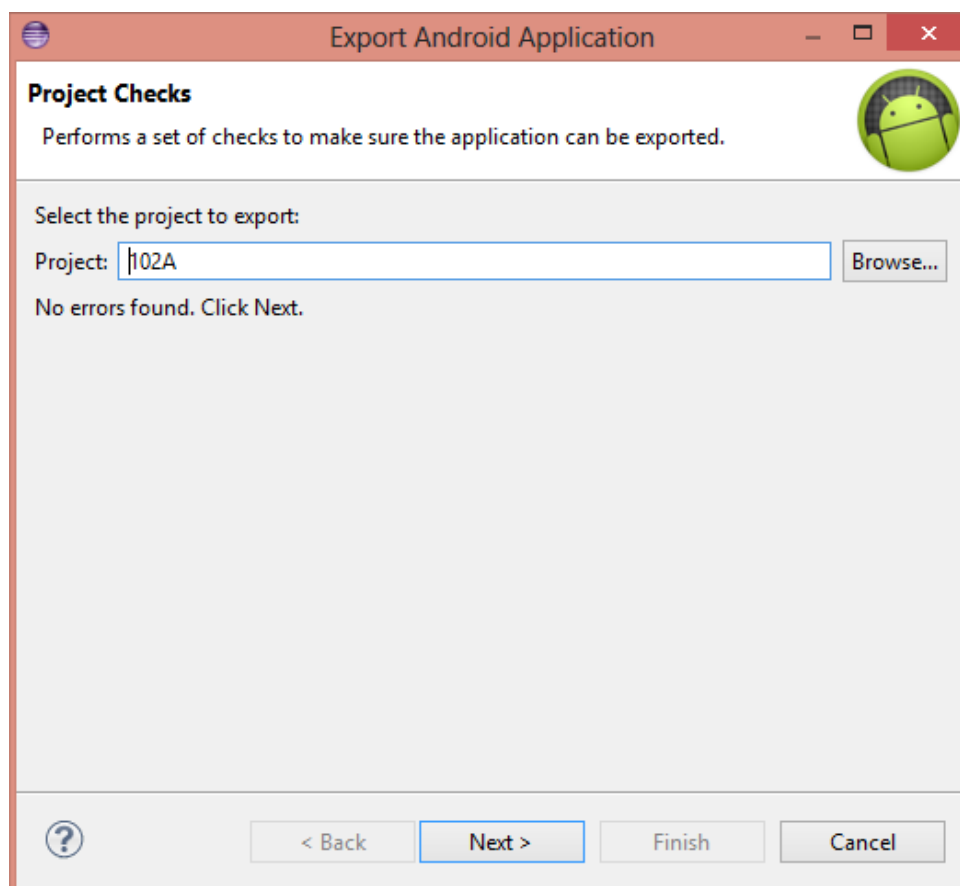 Export Android Application
Project Checks
Performs a set of checks to make sure the application can be exported.
Select the project to export:
Project: 102A Browse...
No errors found. Click Next.
? < Back Next > Finish Cancel